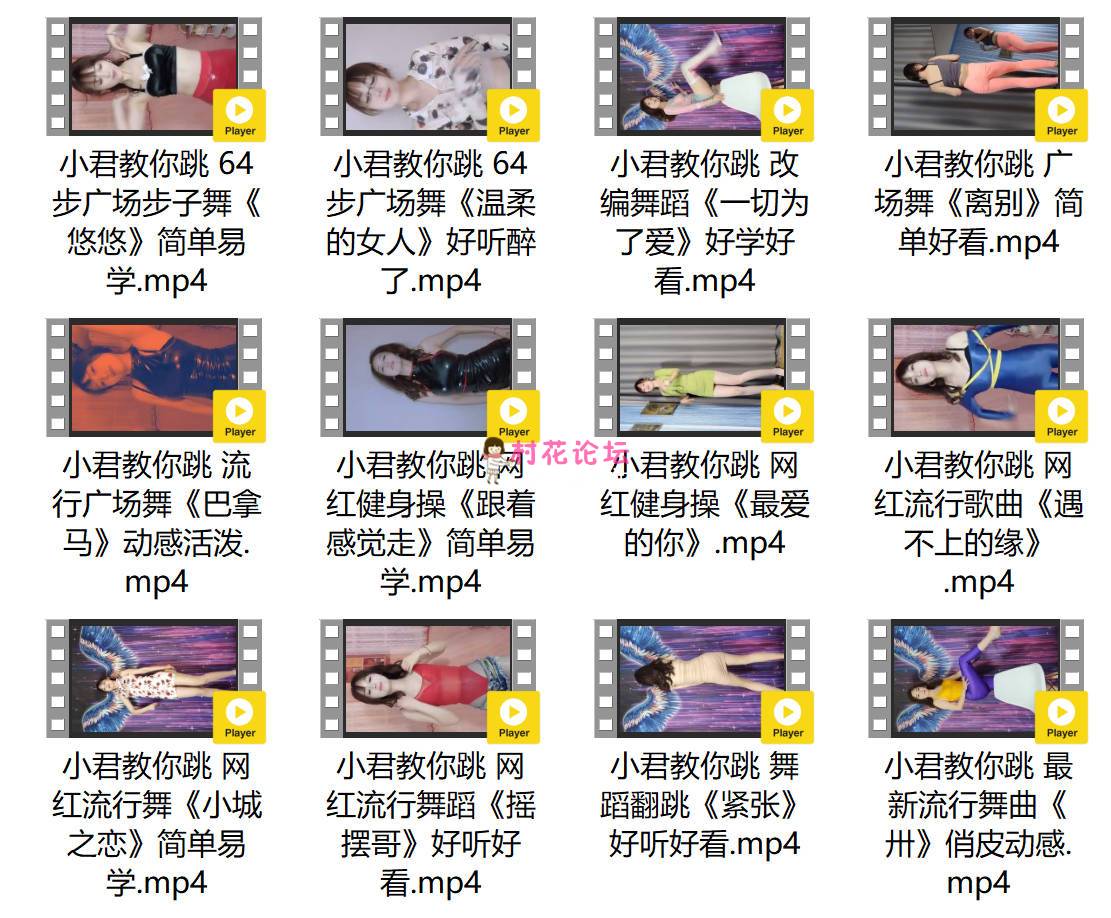 Player
Player
Player
Player
小君教你跳 64
步广场步子舞《
悠悠》简单易
学.mp4
小君教你跳 64
步广场舞《温柔
的女人》好听醉
了.mp4
小君教你跳 改
编舞蹈《一切为
了爱》好学好
看.mp4
小君教你跳 广
场舞《离别》简
单好看.mp4
Player
Player
Player
Player
村花论坛
小君教你跳 流
行广场舞《巴拿
马》动感活泼.
mp4
小君教你跳 网
红健身操《跟着
感觉走》简单易
学.mp4
小君教你跳 网
红健身操《最爱
的你》.mp4
小君教你跳 网
红流行歌曲《遇
不上的缘》
.mp4
Player
Player
Player
Player
小君教你跳 网
红流行舞《小城
之恋》简单易
学.mp4
小君教你跳 网
红流行舞蹈《摇
摆哥》好听好
看.mp4
小君教你跳 舞
蹈翻跳《紧张》
好听好看.mp4
小君教你跳 最
新流行舞曲《
卅》俏皮动感.
mp4